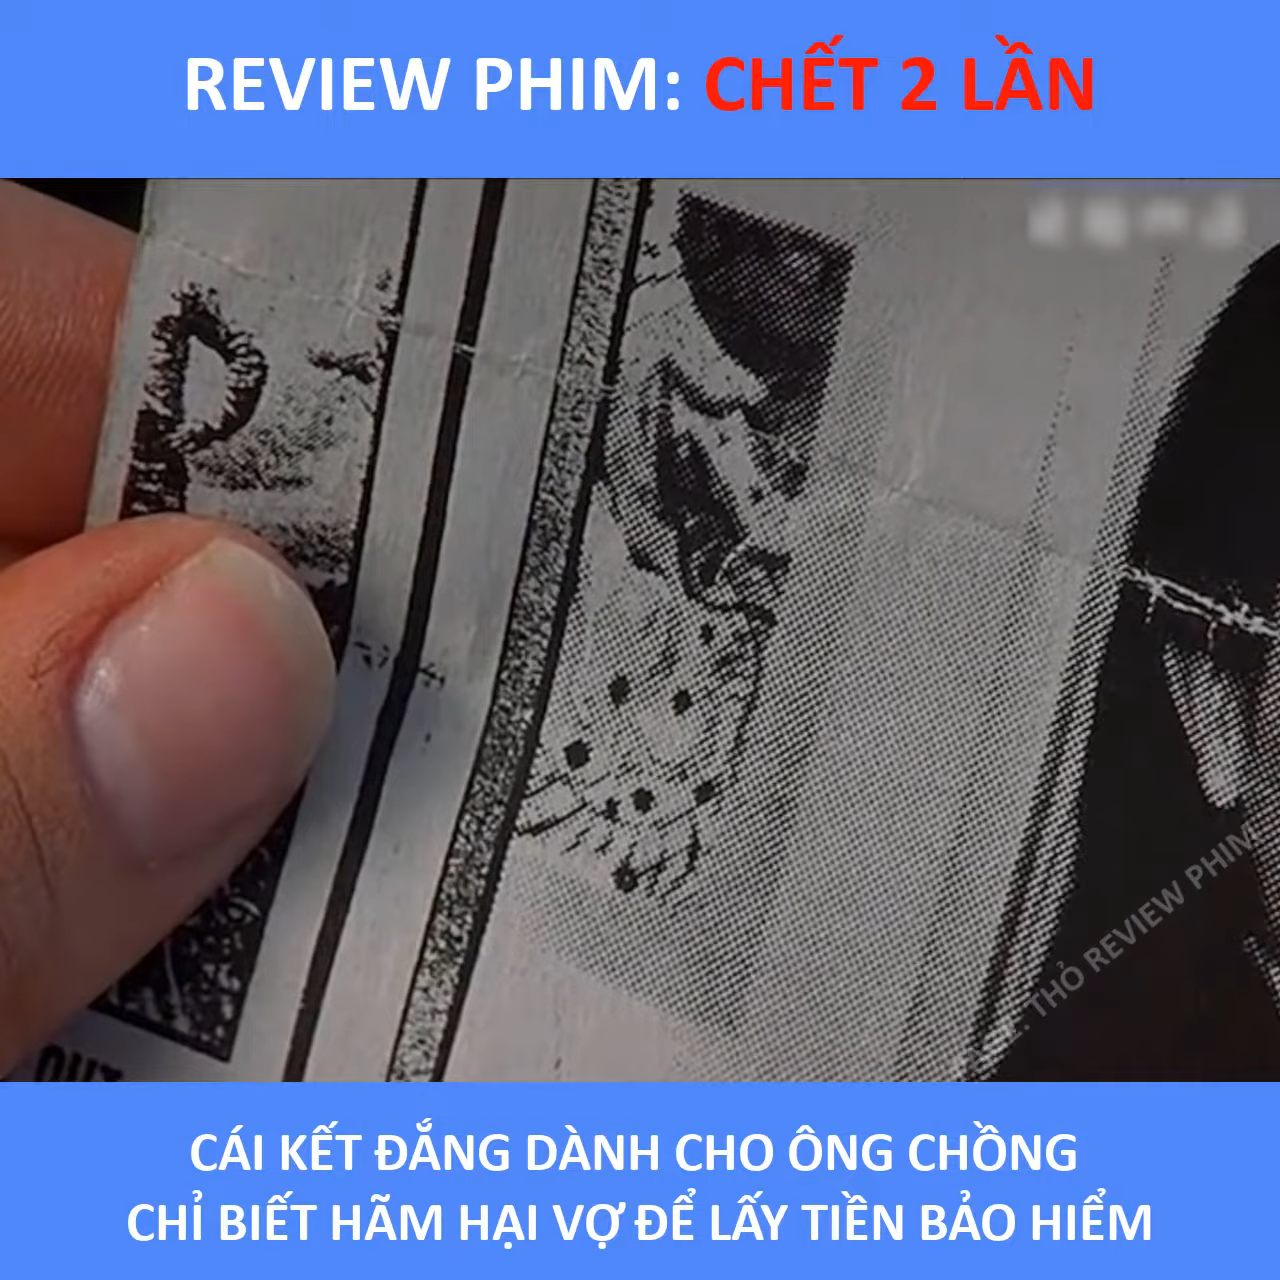 REVIEW PHIM: CHẾT 2 LẦN
P
OUT
THỎ REVIEW PHIM
CÁI KẾT ĐẮNG DÀNH CHO ÔNG CHỒNG
CHỈ BIẾT HÃM HẠI VỢ ĐỂ LẤY TIỀN BẢO HIỂM